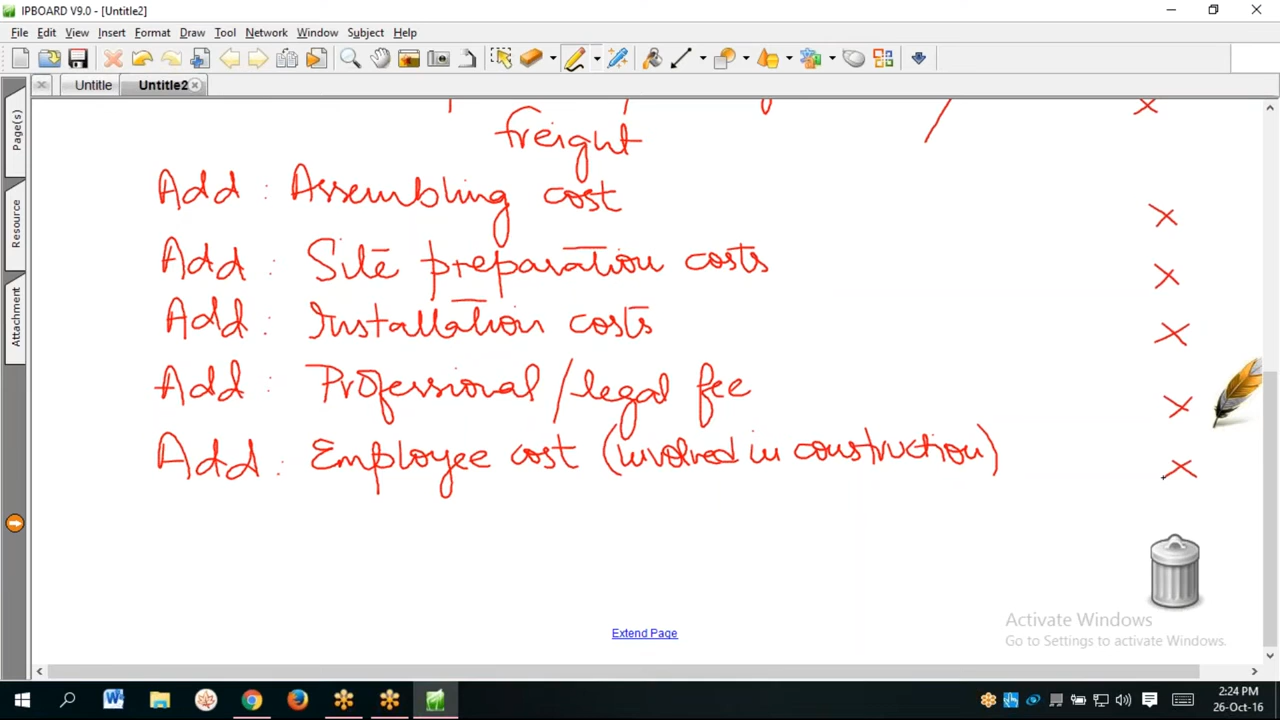 IPBOARD V9.0 - [Untitle2]
File Edit View Insert Format Draw Tool Network Window Subject Help
Untitle Untitle2
Page(s)
Resource
Attachment
freight ×
Add : Assembling cost ×
Add : Site preparation costs ×
Add : Installation costs ×
Add : Professional/legal fee ×
Add : Employee cost (involved in construction) ×
Extend Page
Activate Windows
Go to Settings to activate Windows.
2:24 PM
26-Oct-16